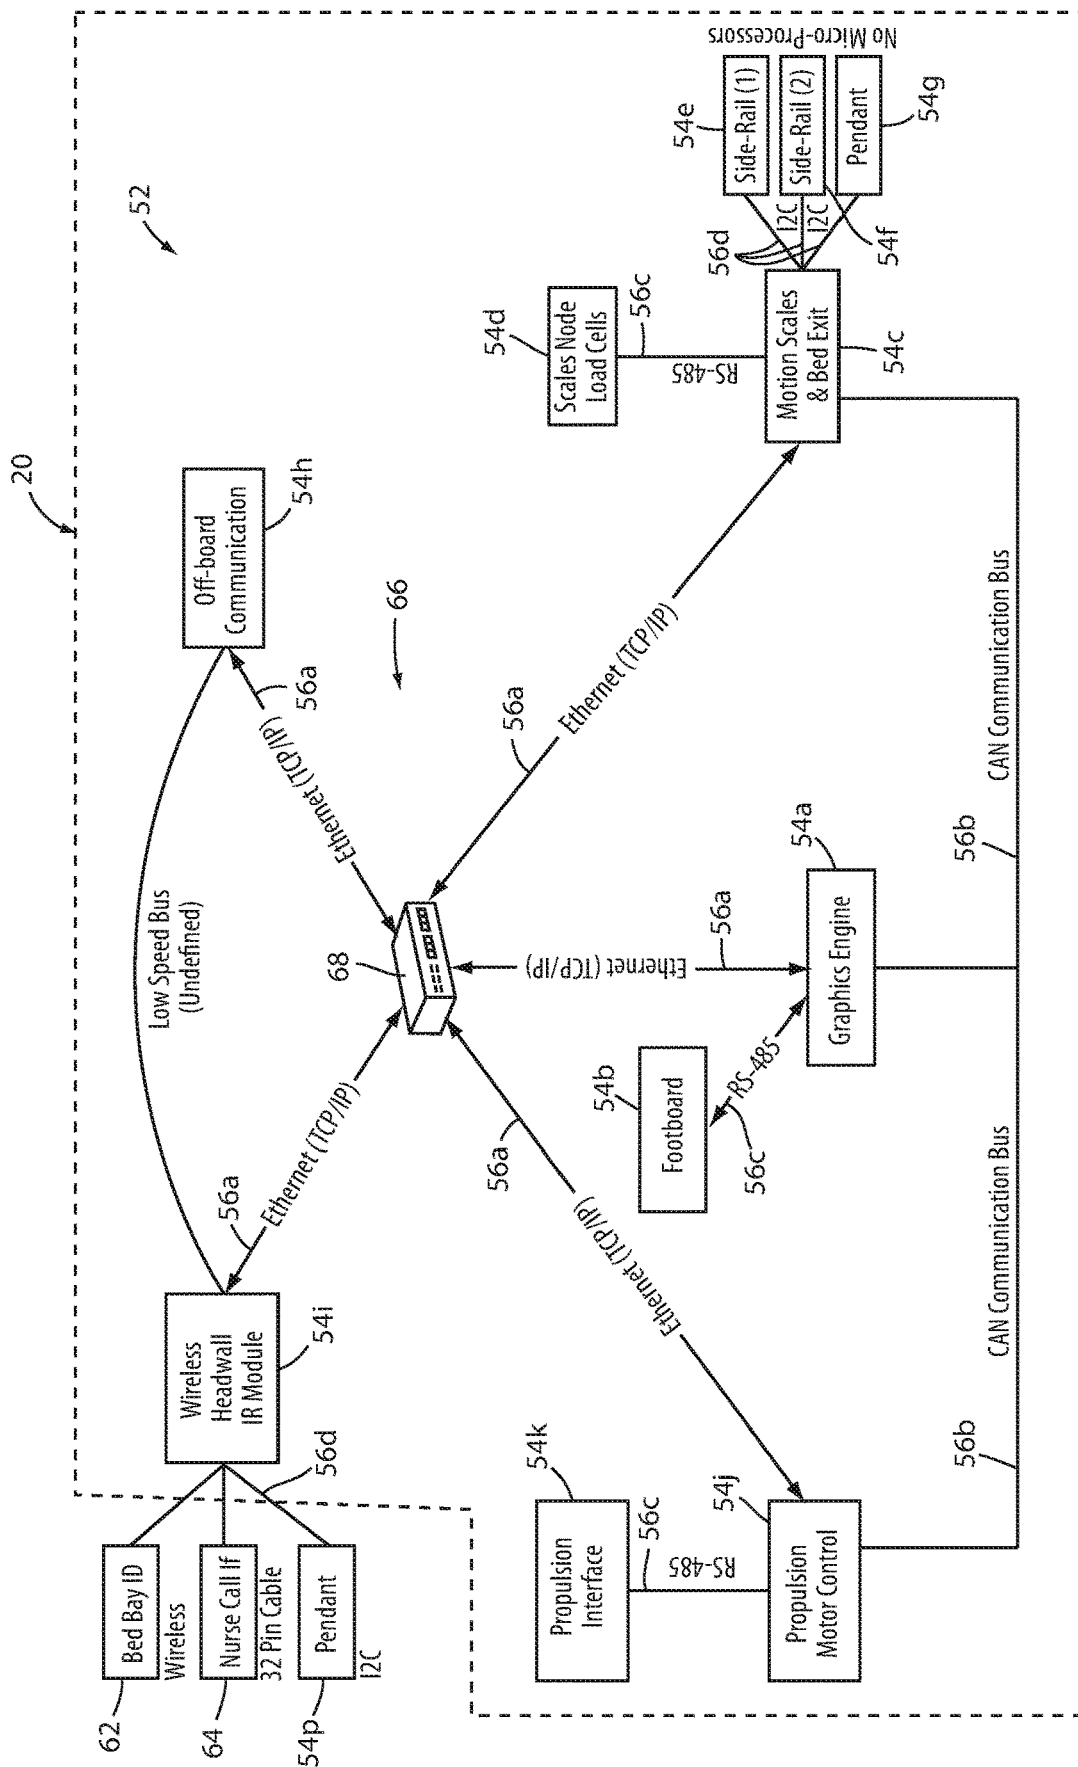 20
52
Low Speed Bus
(Undefined)
Bed Bay ID
Wireless
62
Nurse Call If
32 Pin Cable
64
Pendant
I2C
54p
56d
Wireless
Headwall
IR Module
54i
56a
Ethernet (TCP/IP)
Off-board
Communication
54h
56a
Ethernet (TCP/IP)
66
68
Scales Node
Load Cells
54d
56c
RS-485
Motion Scales
& Bed Exit
54c
56d
I2C
I2C
54e
Side-Rail (1)
Side-Rail (2)
54f
Pendant
54g
No Micro-Processors
56a
Ethernet (TCP/IP)
56a
Ethernet (TCP/IP)
54a
Graphics Engine
54b
Footboard
56c
RS-485
56a
Ethernet (TCP/IP)
54k
Propulsion
Interface
56c
RS-485
54j
Propulsion
Motor Control
56b
CAN Communication Bus
56b
CAN Communication Bus